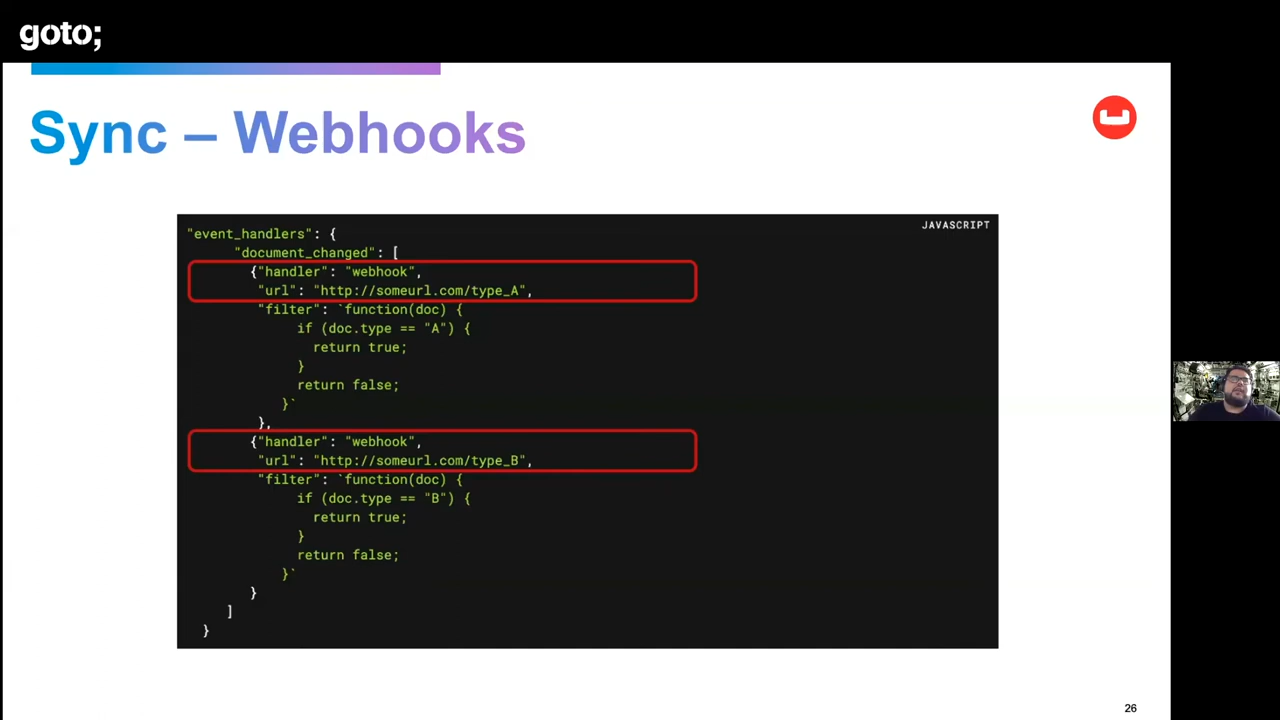 goto;
Sync – Webhooks
JAVASCRIPT
"event_handlers": {
"document_changed": [
{"handler": "webhook",
"url": "http://someurl.com/type_A",
"filter": `function(doc) {
if (doc.type == "A") {
return true;
}
return false;
}`
},
{"handler": "webhook",
"url": "http://someurl.com/type_B",
"filter": `function(doc) {
if (doc.type == "B") {
return true;
}
return false;
}`
}
]
}
26